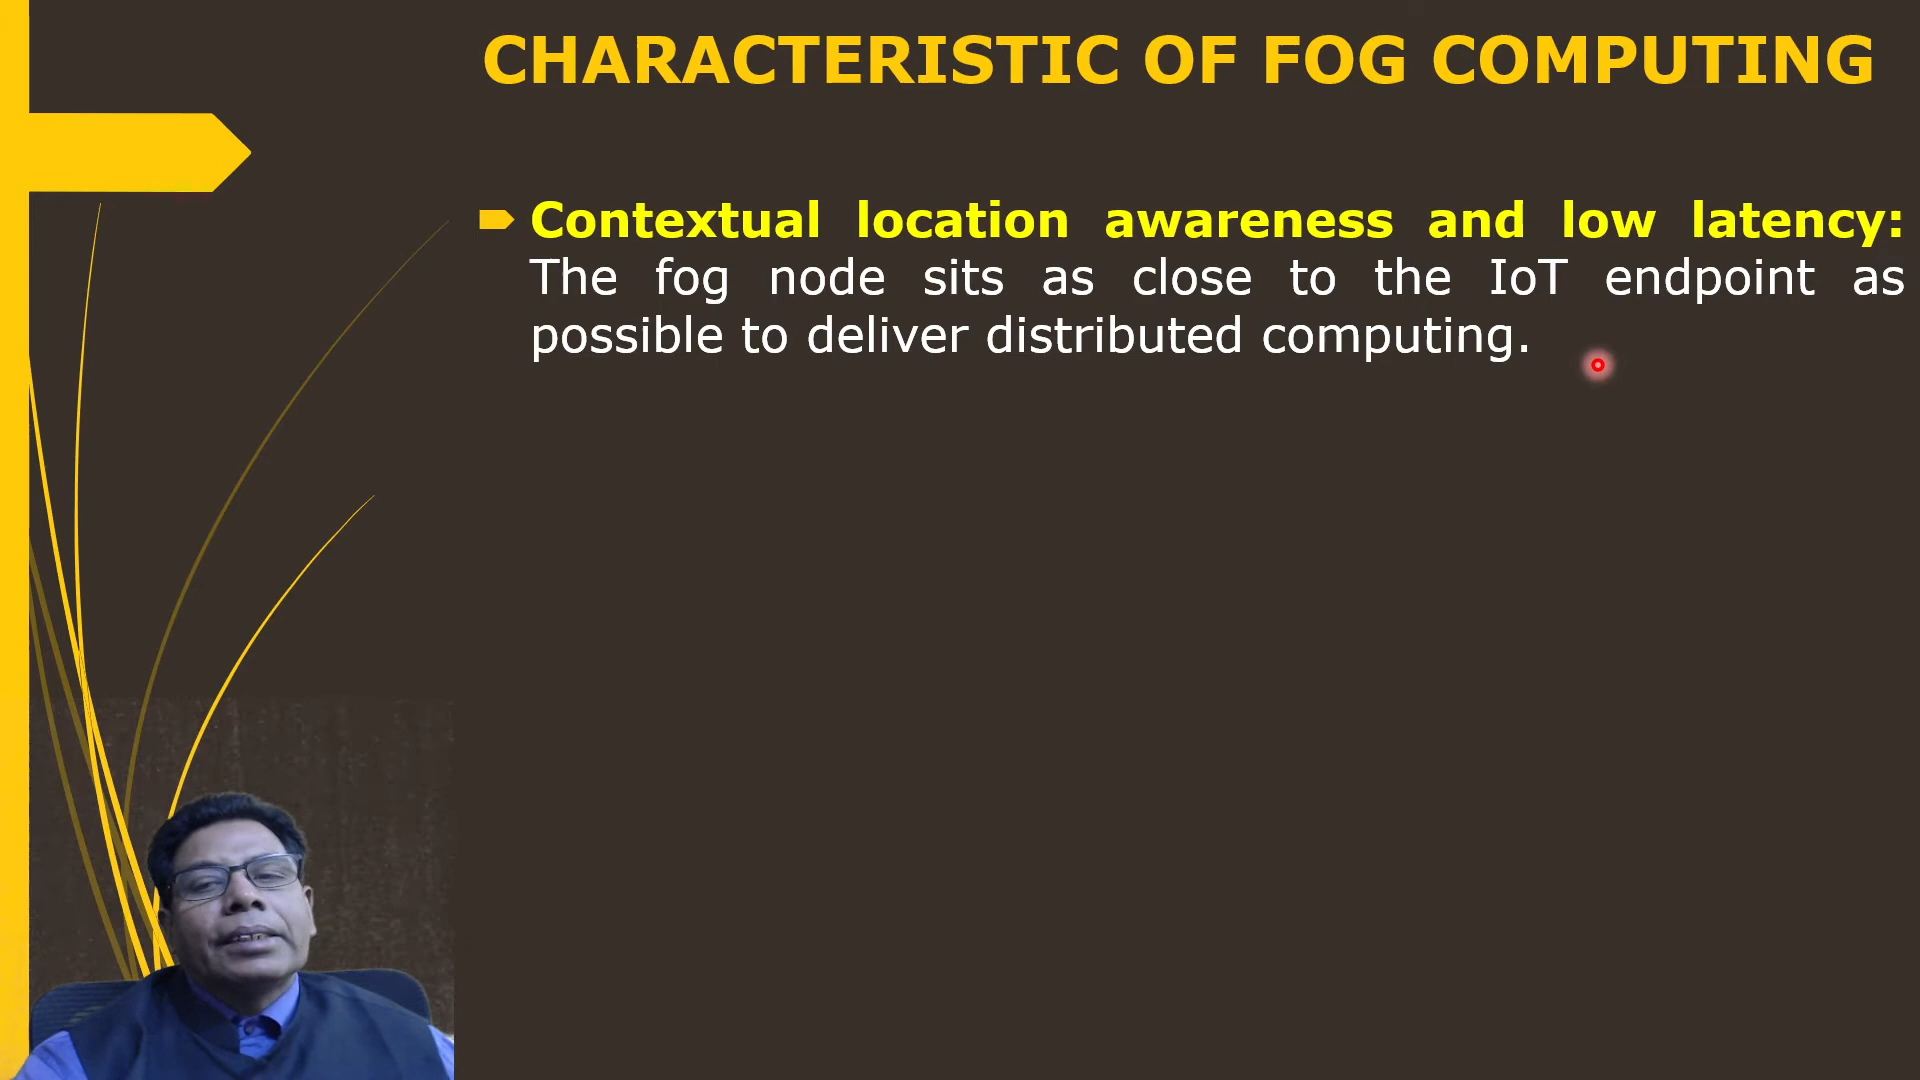 CHARACTERISTIC OF FOG COMPUTING
Contextual location awareness and low latency:
The fog node sits as close to the IoT endpoint as
possible to deliver distributed computing.